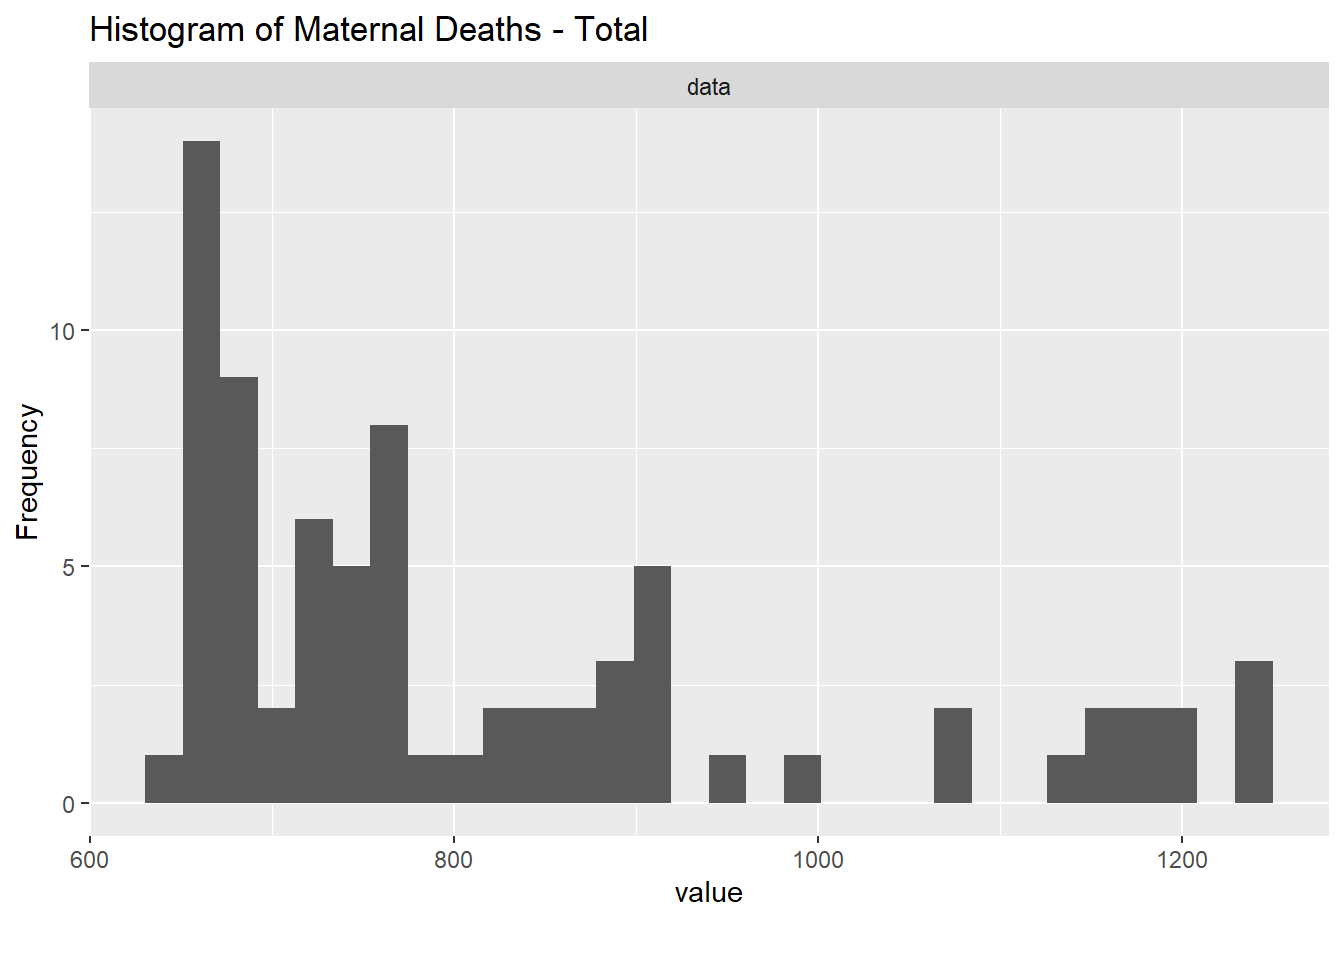 Histogram of Maternal Deaths - Total
data
10
5
0
Frequency
600 800 1000 1200
value